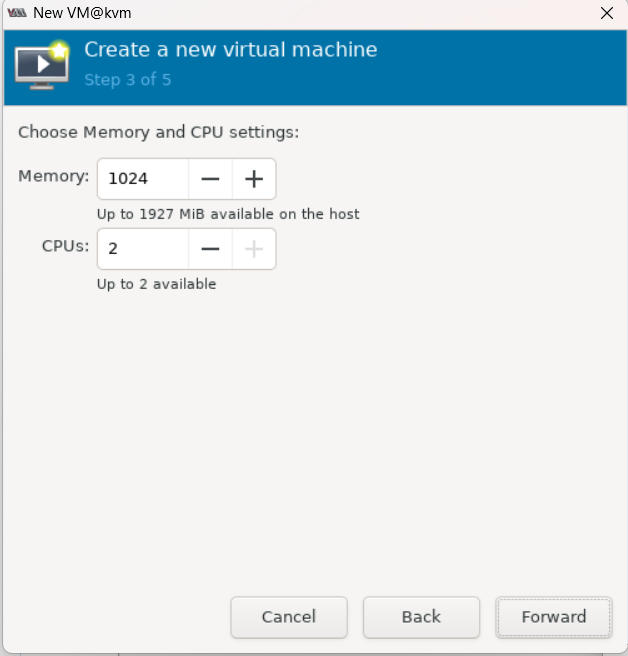 New VM@kvm
Create a new virtual machine
Step 3 of 5
Choose Memory and CPU settings:
Memory: 1024
Up to 1927 MiB available on the host
CPUs: 2
Up to 2 available
Cancel Back Forward